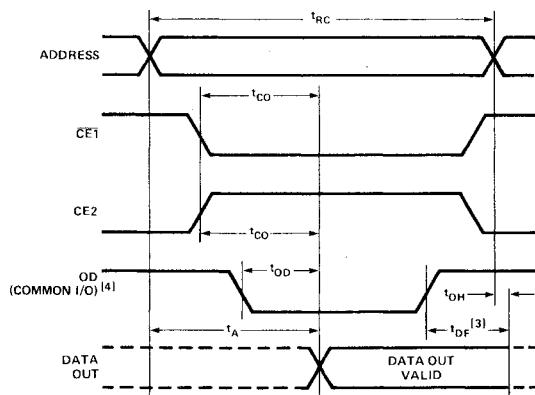 tRC
ADDRESS
tCO
CE1
CE2
tCO
tOD
OD
(COMMON I/O)[4]
tOH
tA
tDF[3]
DATA
OUT
DATA OUT
VALID